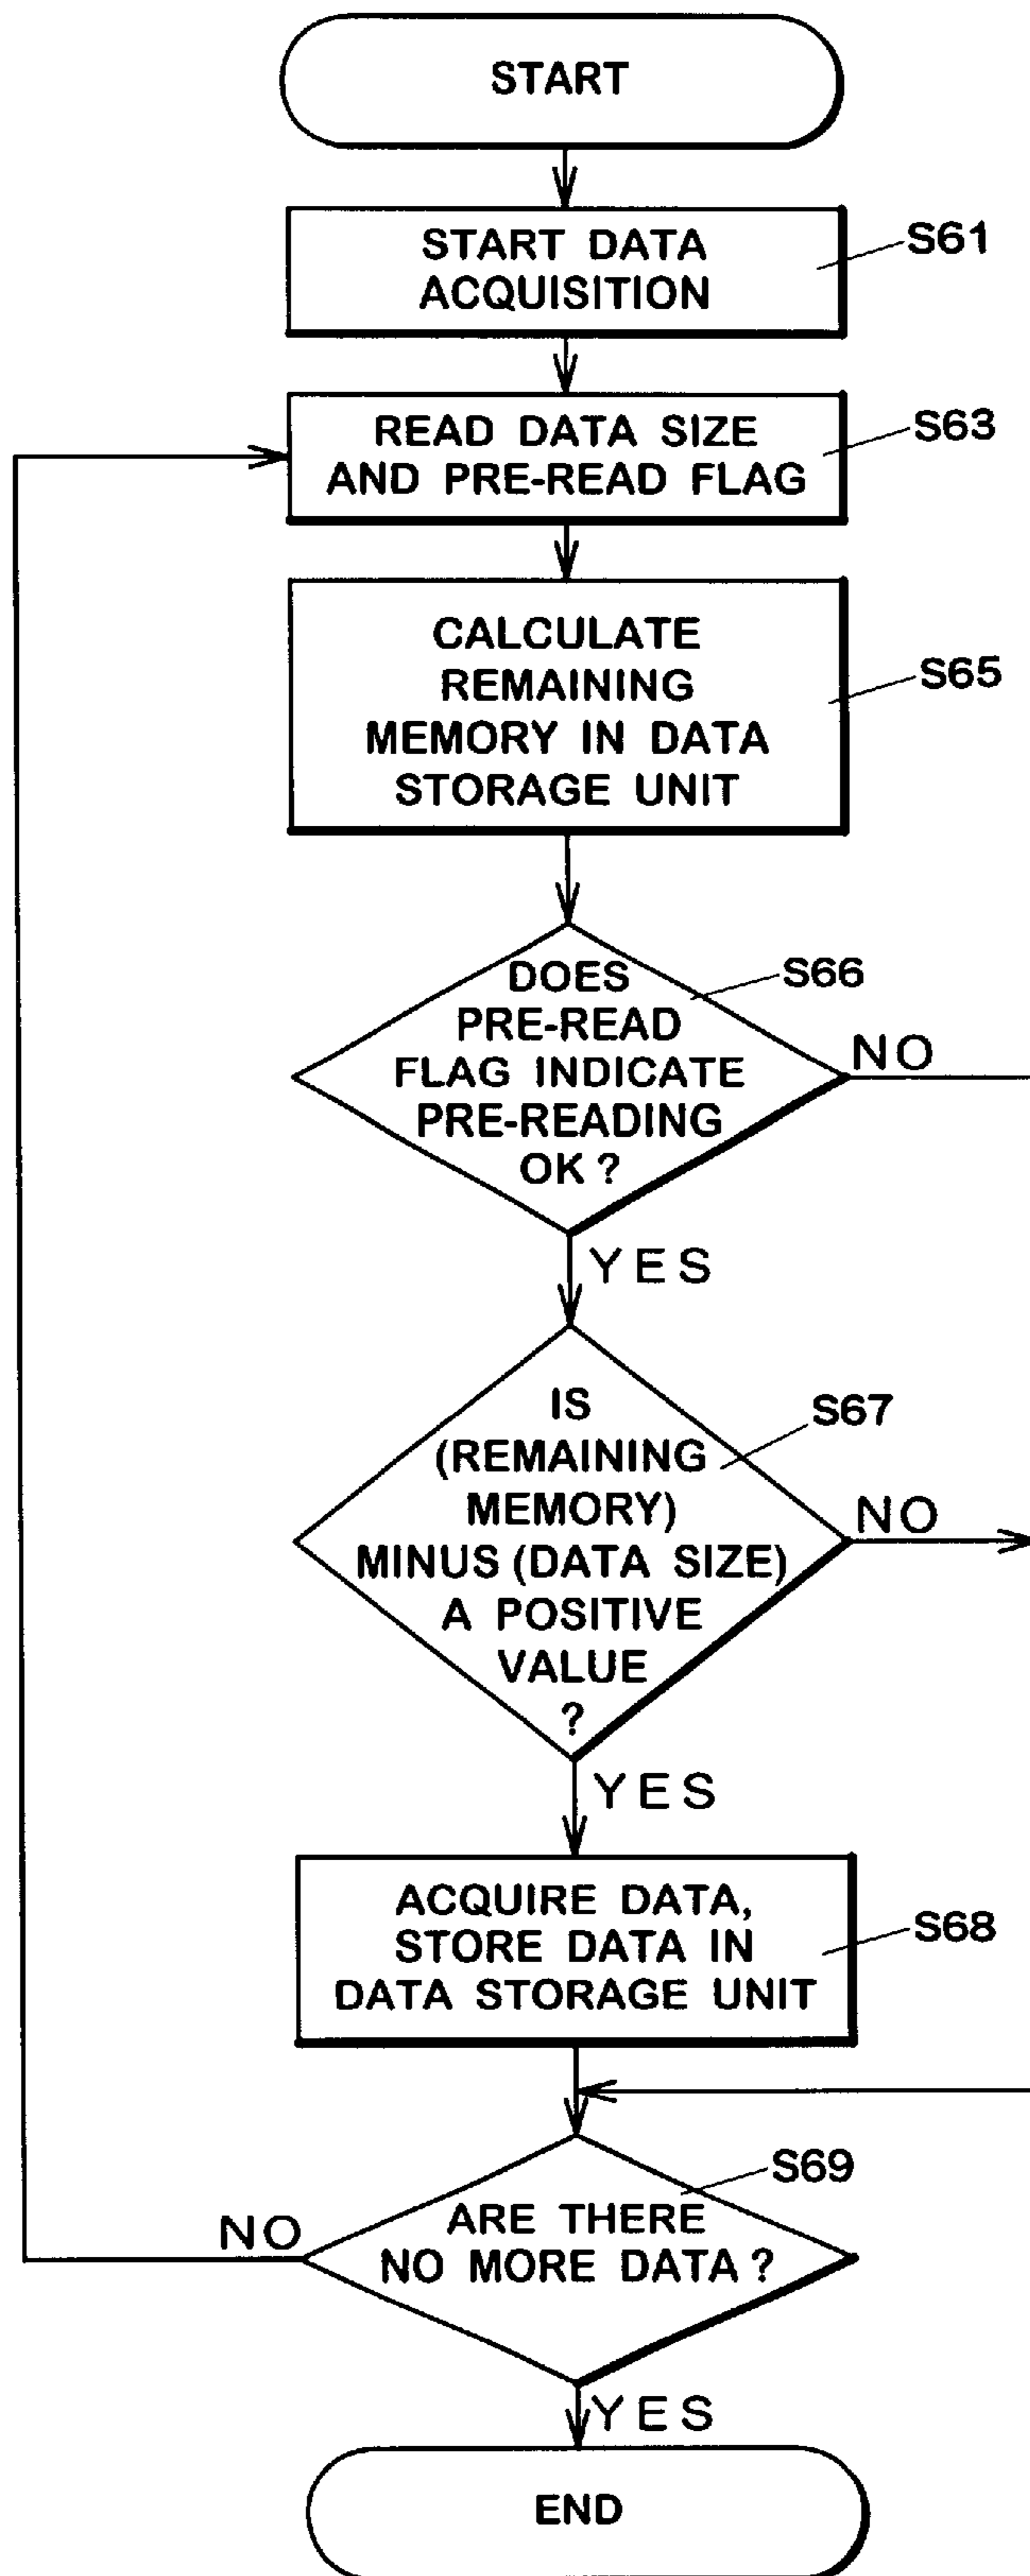 START
START DATA
ACQUISITION
S61
READ DATA SIZE
AND PRE-READ FLAG
S63
CALCULATE
REMAINING
MEMORY IN DATA
STORAGE UNIT
S65
DOES
PRE-READ
FLAG INDICATE
PRE-READING
OK ?
S66
NO
YES
IS
(REMAINING
MEMORY)
MINUS (DATA SIZE)
A POSITIVE
VALUE
?
S67
NO
YES
ACQUIRE DATA,
STORE DATA IN
DATA STORAGE UNIT
S68
ARE THERE
NO MORE DATA ?
S69
NO
YES
END